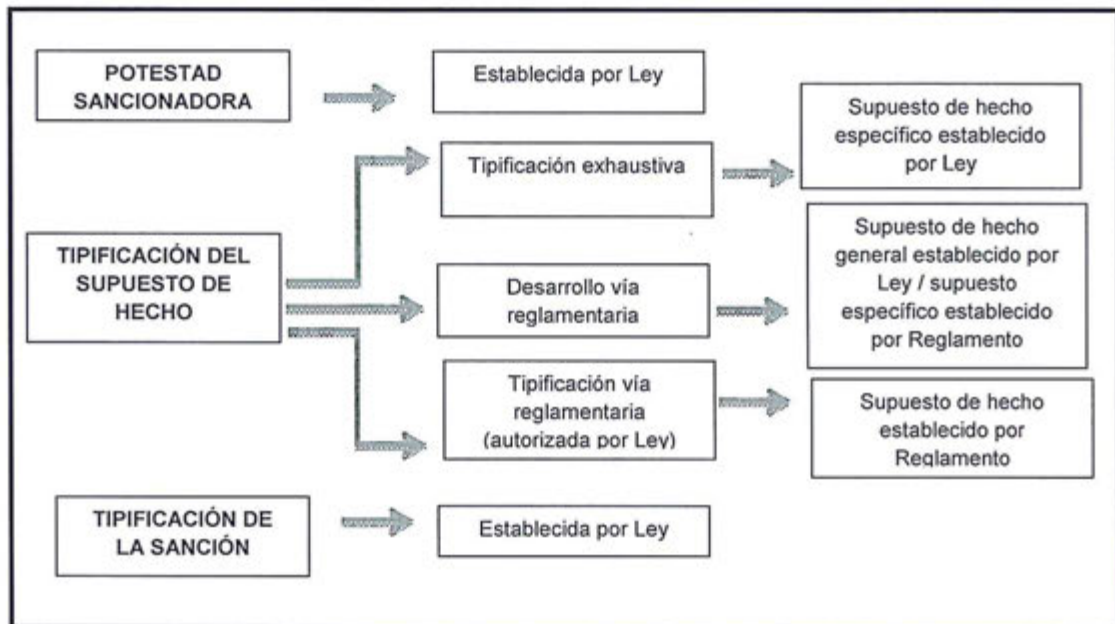 POTESTAD
SANCIONADORA
Establecida por Ley
TIPIFICACIÓN DEL
SUPUESTO DE
HECHO
Tipificación exhaustiva
Supuesto de hecho
específico establecido
por Ley
Desarrollo vía
reglamentaria
Supuesto de hecho
general establecido por
Ley / supuesto
específico establecido
por Reglamento
Tipificación vía
reglamentaria
(autorizada por Ley)
Supuesto de hecho
establecido por
Reglamento
TIPIFICACIÓN DE
LA SANCIÓN
Establecida por Ley